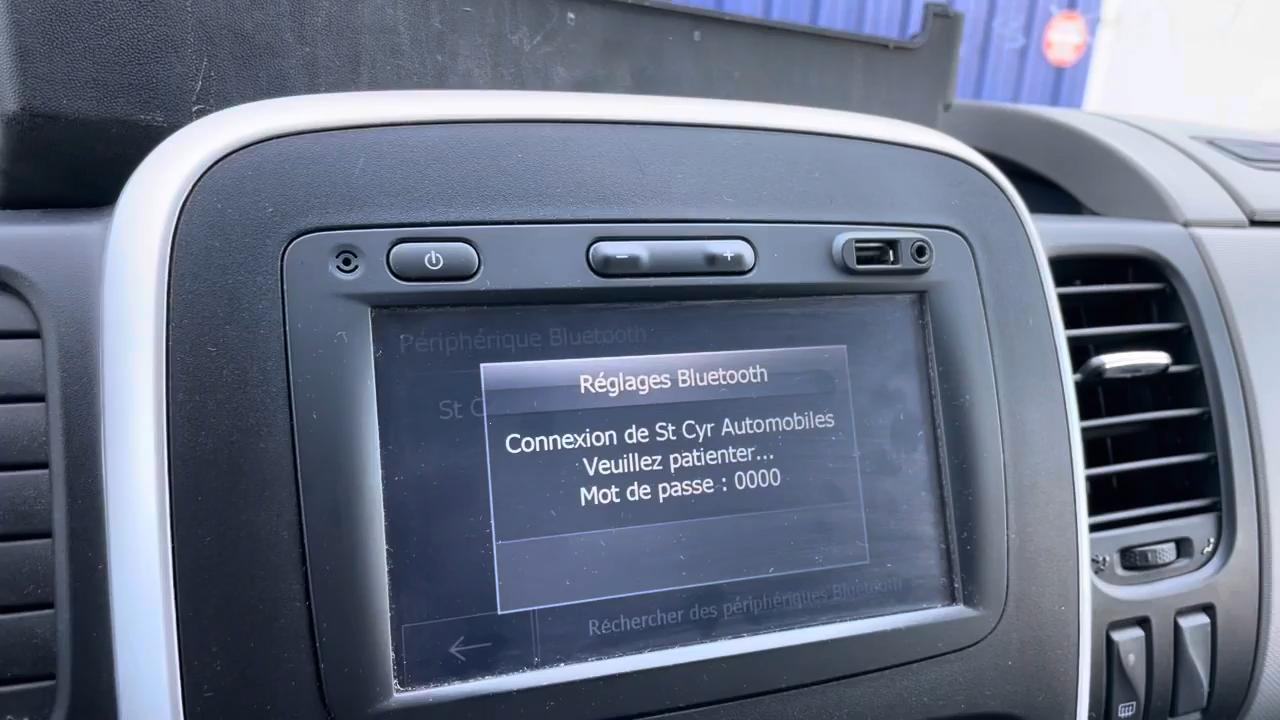 Périphérique Bluetooth
St C
Réglages Bluetooth
Connexion de St Cyr Automobiles
Veuillez patienter...
Mot de passe : 0000
Rechercher des périphériques Bluetooth